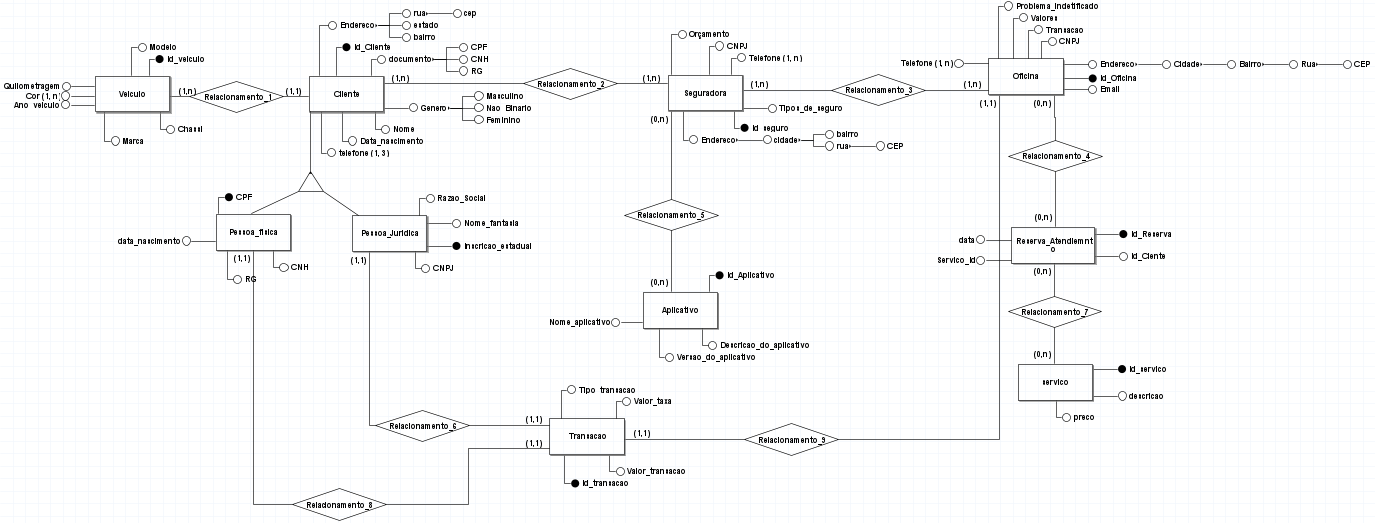 Modelo
Id_veiculo
Quilometragem
Cor (1, n)
Ano_veiculo
Veiculo
Chassi
Marca
(1,n)
Relacionamento_1
(1,1)
Endereco
rua
cep
estado
bairro
Id_Cliente
documento
CPF
CNH
RG
Cliente
(1,n)
Genero
Masculino
Nao_Binario
Feminino
Nome
Data_nascimento
telefone (1, 3)
Relacionamento_2
(1,n)
Orçamento
CNPJ
Telefone (1, n)
Seguradora
(1,n)
Tipos_de_seguro
Id_seguro
Endereco
cidade
bairro
rua
CEP
(0,n)
Relacionamento_3
(1,n)
Problema_Indetificado
Valores
Transacao
CNPJ
Telefone (1, n)
Oficina
Endereco
Cidade
Bairro
Rua
CEP
Id_Oficina
Email
(1,1)
(0,n)
Relacionamento_4
(0,n)
CPF
data_nascimento
Pessoa_fisica
(1,1)
CNH
RG
Razao_Social
Nome_fantasia
Pessoa_Juridica
Inscricao_estadual
(1,1)
CNPJ
Relacionamento_5
(0,n)
Id_Aplicativo
Aplicativo
Nome_aplicativo
Descricao_do_aplicativo
Versao_do_aplicativo
data
Servico_Id
Reserva_Atendiemnt
o
Id_Reserva
Id_Cliente
(0,n)
Relacionamento_7
(0,n)
servico
Id_servico
descricao
preco
Tipo_transacao
Valor_taxa
Relacionamento_6
(1,1)
Transacao
(1,1)
Relacionamento_9
(1,1)
Valor_transacao
Id_transacao
Relacionamento_8